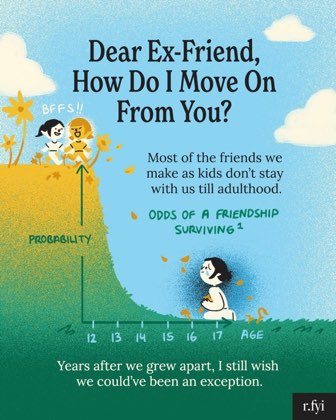 Dear Ex-Friend,
How Do I Move On
From You?
BFFS!!
Most of the friends we
make as kids don't stay
with us till adulthood.
ODDS OF A FRIENDSHIP
SURVIVING¹
PROBABILITY
12 13 14 15 16 17 AGE
Years after we grew apart, I still wish
we could've been an exception.
r.fyi